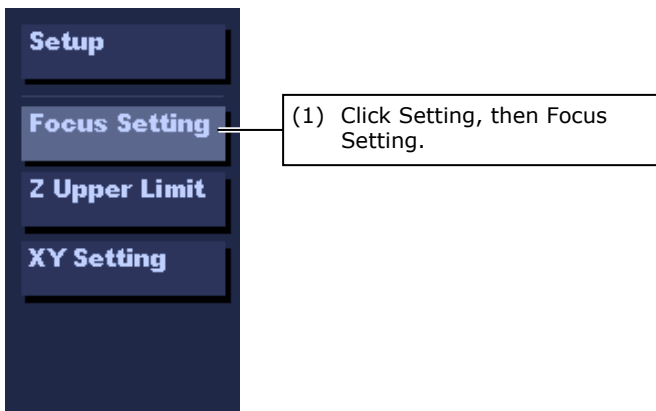 Setup
Focus Setting
(1) Click Setting, then Focus
Setting.
Z Upper Limit
XY Setting